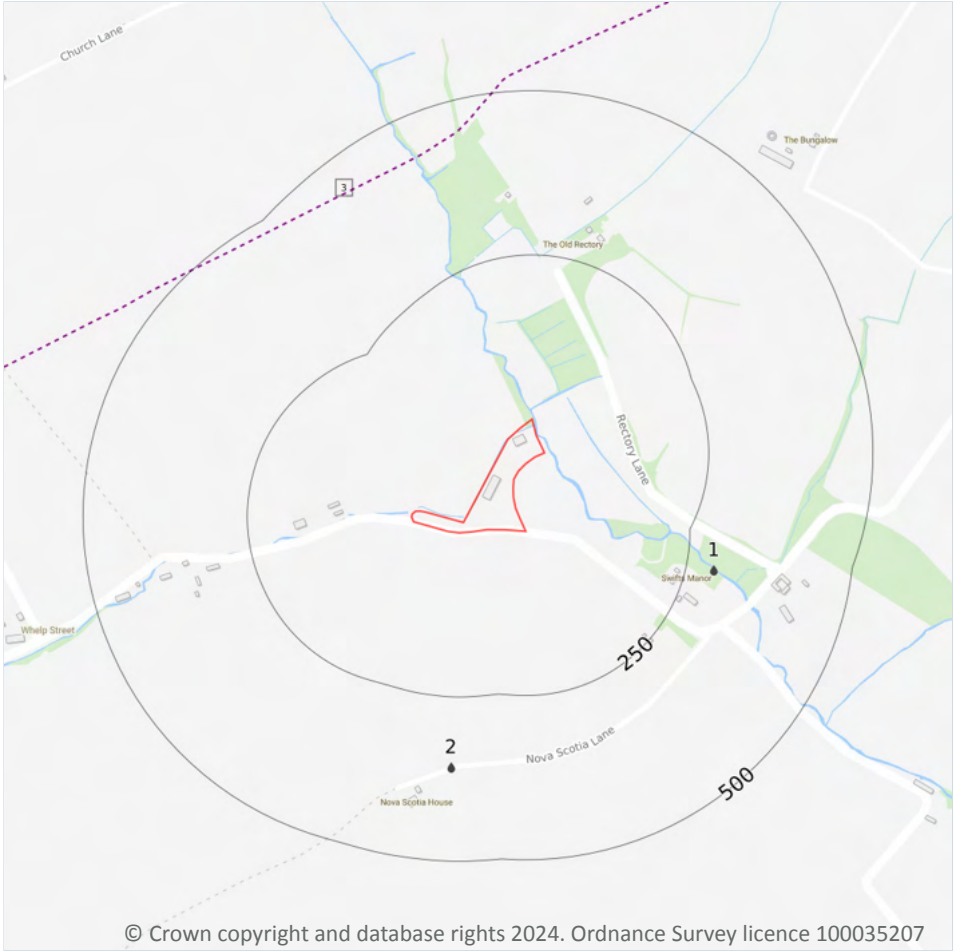 Church Lane
The Bungalow
3
The Old Rectory
Rectory Lane
1
Swifts Manor
Whelp Street
250
2
Nova Scotia Lane
500
Nova Scotia House
© Crown copyright and database rights 2024. Ordnance Survey licence 100035207